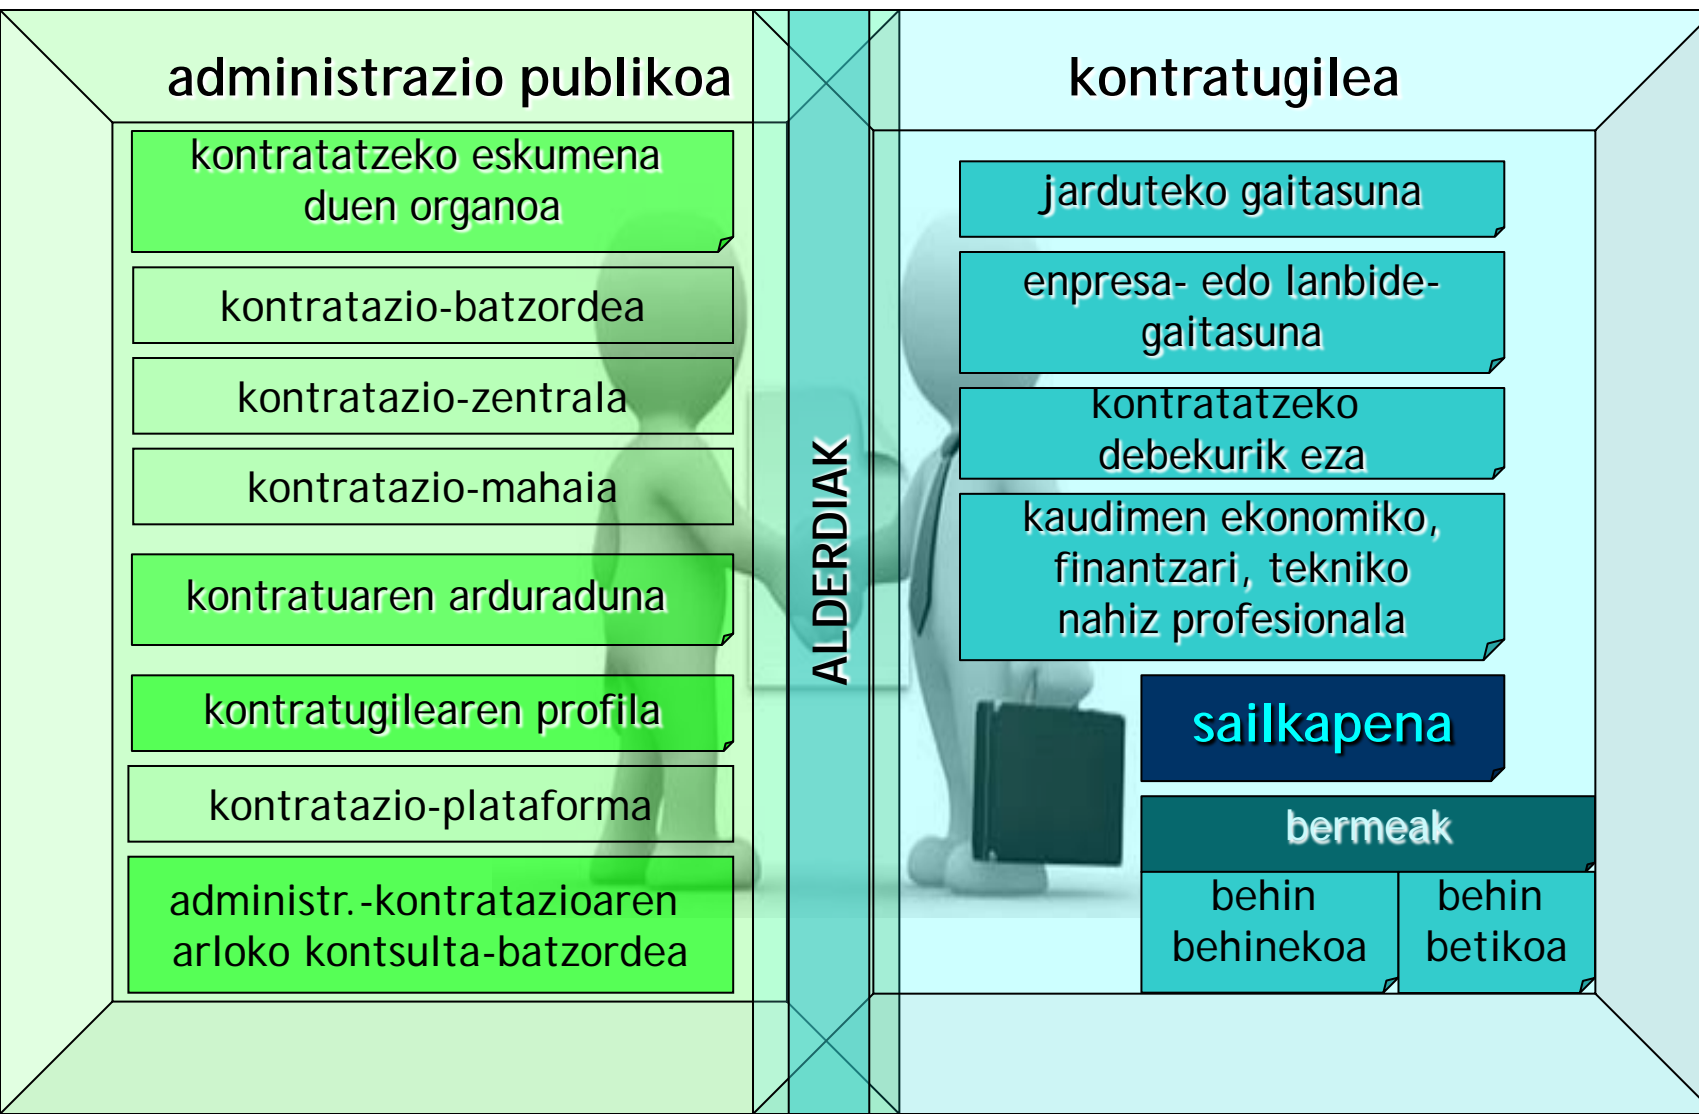 administrazio publikoa
kontratatzeko eskumena
duen organoa
kontratazio-batzordea
kontratazio-zentrala
kontratazio-mahaia
kontratuaren arduraduna
kontratugilearen profila
kontratazio-plataforma
administr.-kontratazioaren
arloko kontsulta-batzordea
ALDERDIAK
kontratugilea
jarduteko gaitasuna
enpresa- edo lanbide-
gaitasuna
kontratatzeko
debekurik eza
kaudimen ekonomiko,
finantzari, tekniko
nahiz profesionala
sailkapena
bermeak
behin
behinekoa
behin
betikoa